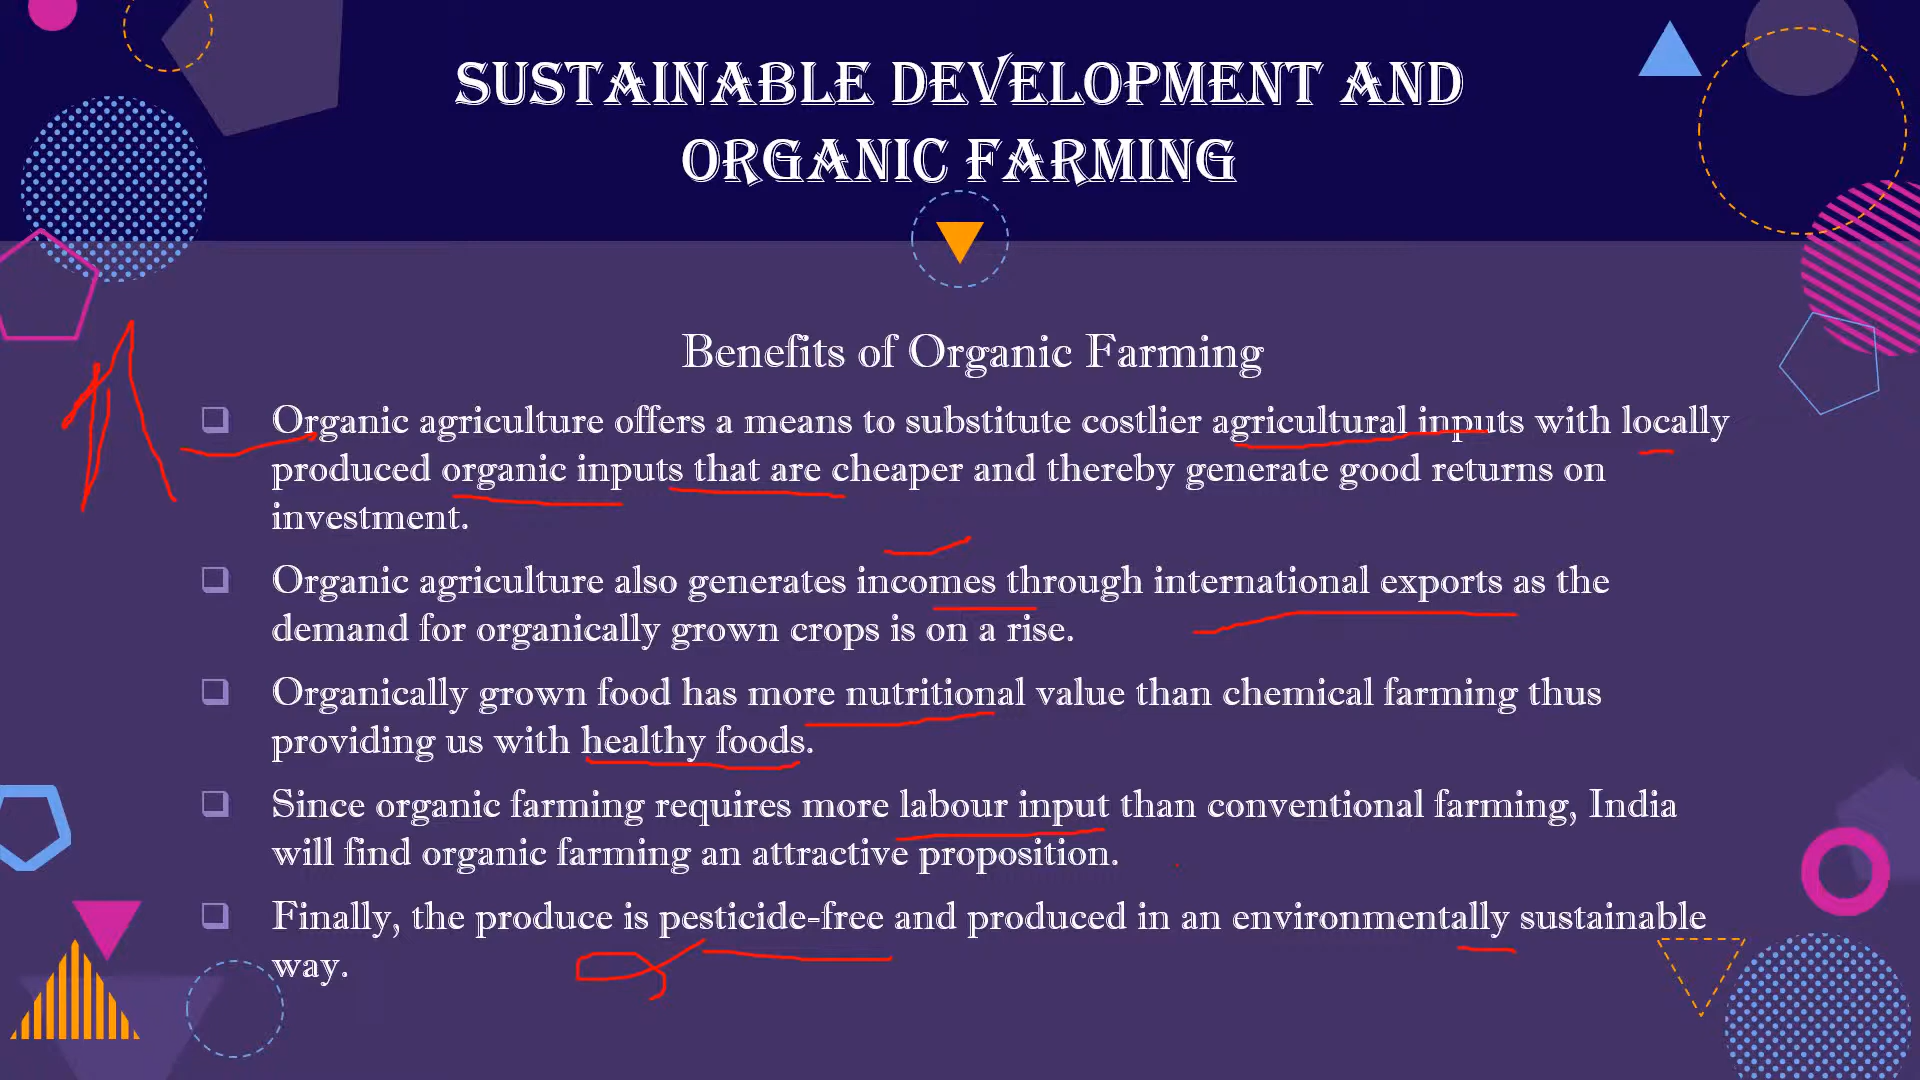 SUSTAINABLE DEVELOPMENT AND
ORGANIC FARMING
Benefits of Organic Farming
Organic agriculture offers a means to substitute costlier agricultural inputs with locally
produced organic inputs that are cheaper and thereby generate good returns on
investment.
Organic agriculture also generates incomes through international exports as the
demand for organically grown crops is on a rise.
Organically grown food has more nutritional value than chemical farming thus
providing us with healthy foods.
Since organic farming requires more labour input than conventional farming, India
will find organic farming an attractive proposition.
Finally, the produce is pesticide-free and produced in an environmentally sustainable
way.